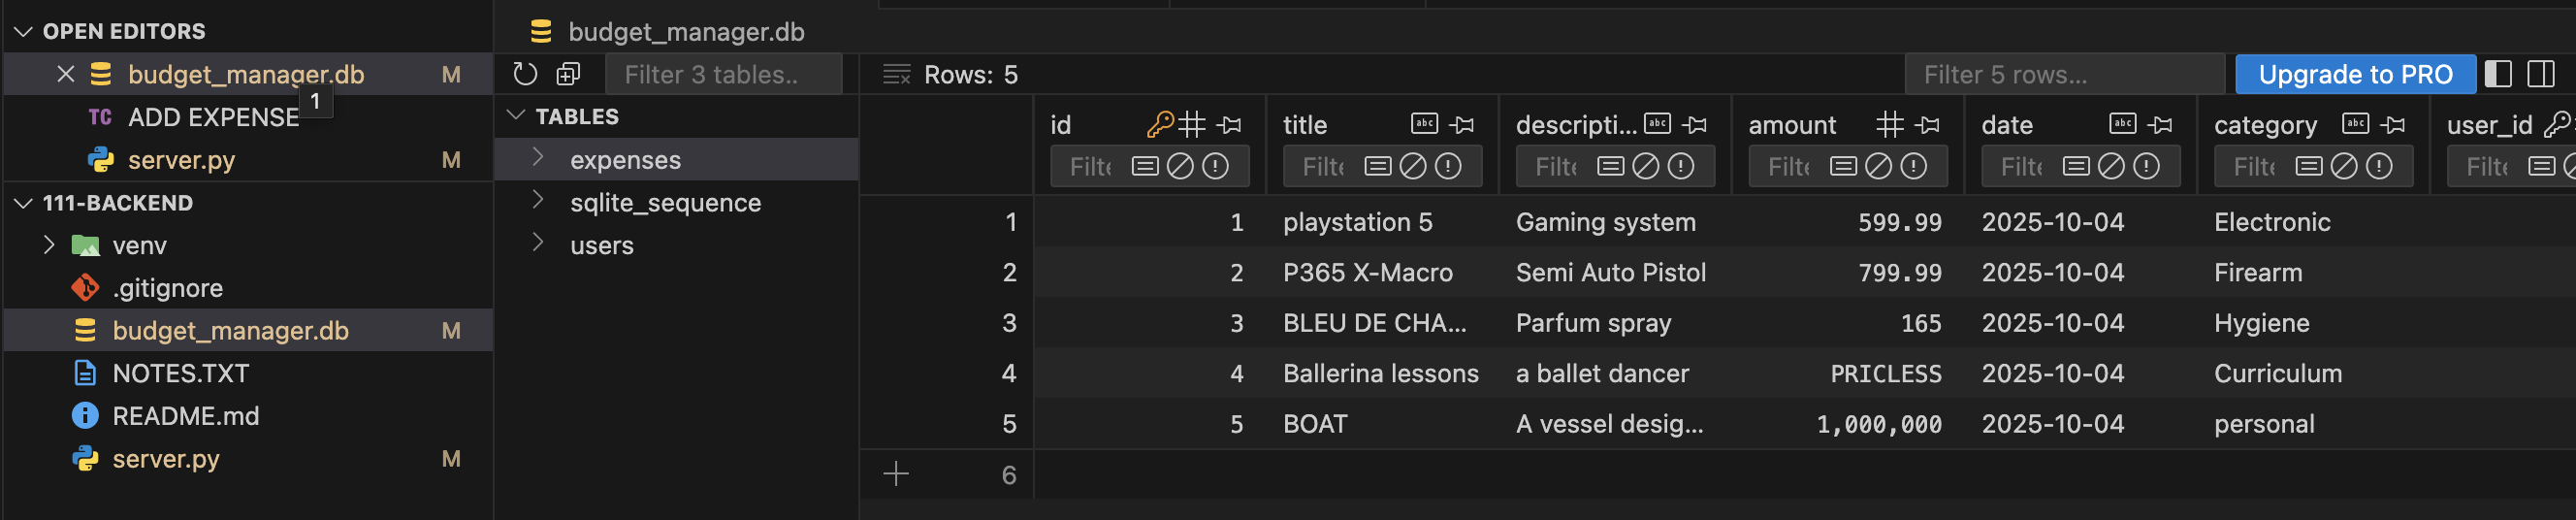 OPEN EDITORS
budget_manager.db M
1
TC ADD EXPENSE
server.py M
111-BACKEND
venv
.gitignore
budget_manager.db M
NOTES.TXT
README.md
server.py M
budget_manager.db
Filter 3 tables..
TABLES
expenses
sqlite_sequence
users
Rows: 5
Filter 5 rows...
Upgrade to PRO
id title abc descripti... abc amount date abc category abc user_id
Filte Filte Filte Filte Filte Filte Filte
1 1 playstation 5 Gaming system 599.99 2025-10-04 Electronic
2 2 P365 X-Macro Semi Auto Pistol 799.99 2025-10-04 Firearm
3 3 BLEU DE CHA... Parfum spray 165 2025-10-04 Hygiene
4 4 Ballerina lessons a ballet dancer PRICLESS 2025-10-04 Curriculum
5 5 BOAT A vessel desig... 1,000,000 2025-10-04 personal
6